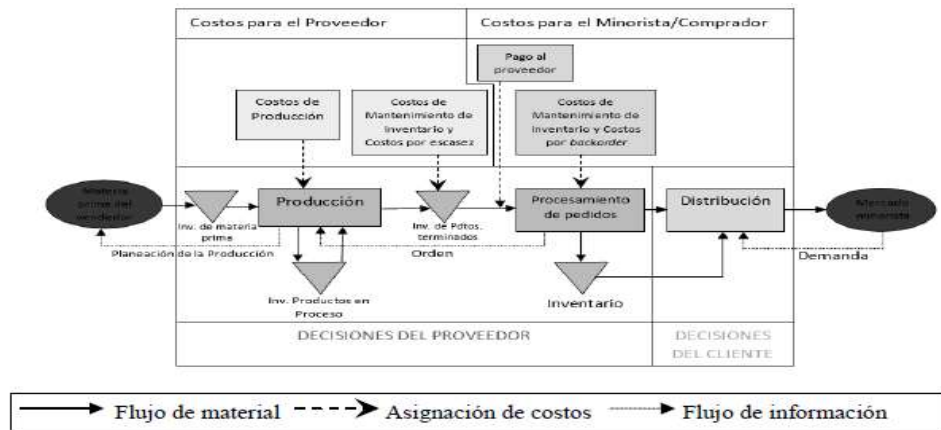 Costos para el Proveedor
Costos para el Minorista/Comprador
Pago al
proveedor
Costos de
Producción
Costos de
Mantenimiento de
Inventario y
Costos por escasez
Costos de
Mantenimiento de
Inventario y Costos
por backorder
Materia
prima del
vendedor
Inv. de materia
prima
Producción
Inv. de Pdtos.
terminados
Procesamiento
de pedidos
Distribución
Mercado
minorista
Planeación de la Producción
Orden
Demanda
Inv. Productos en
Proceso
Inventario
DECISIONES DEL PROVEEDOR
DECISIONES
DEL CLIENTE
Flujo de material
Asignación de costos
Flujo de información